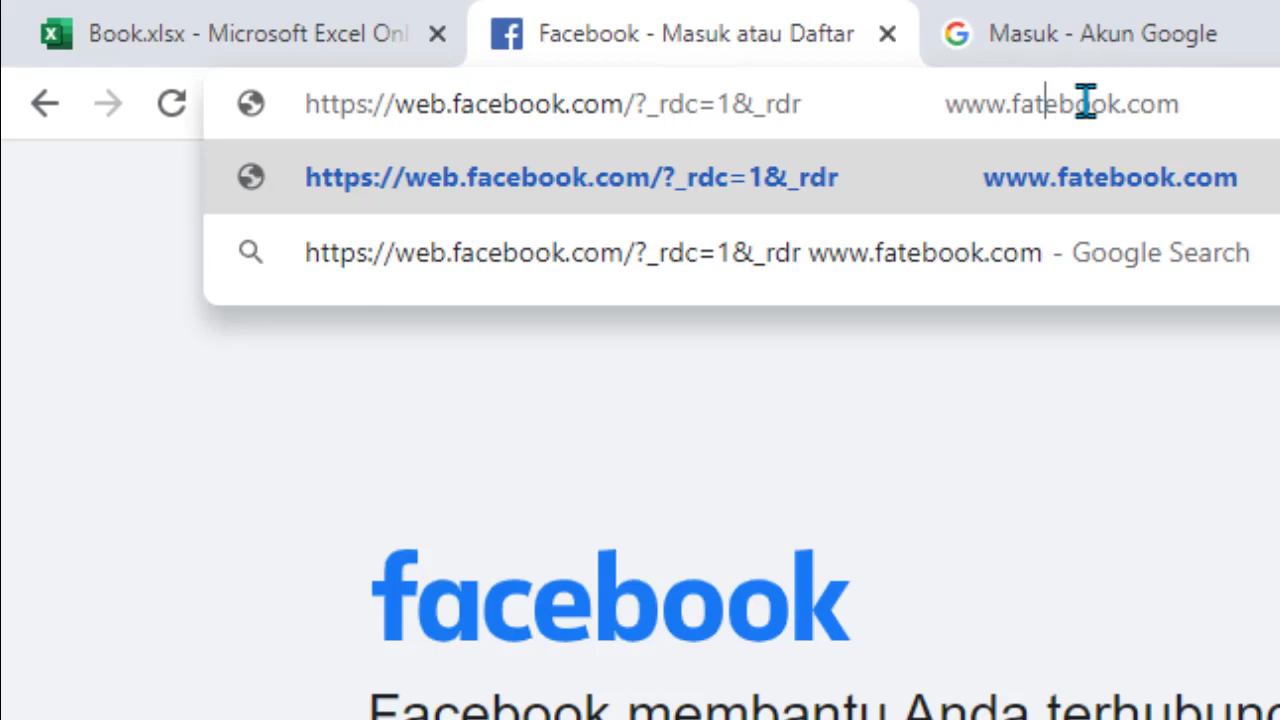 Book.xlsx - Microsoft Excel Onl
Facebook - Masuk atau Daftar
Masuk - Akun Google
https://web.facebook.com/?_rdc=1&_rdr www.fatebook.com
https://web.facebook.com/?_rdc=1&_rdr www.fatebook.com
https://web.facebook.com/?_rdc=1&_rdr www.fatebook.com - Google Search
facebook
Facebook membantu Anda terhubung